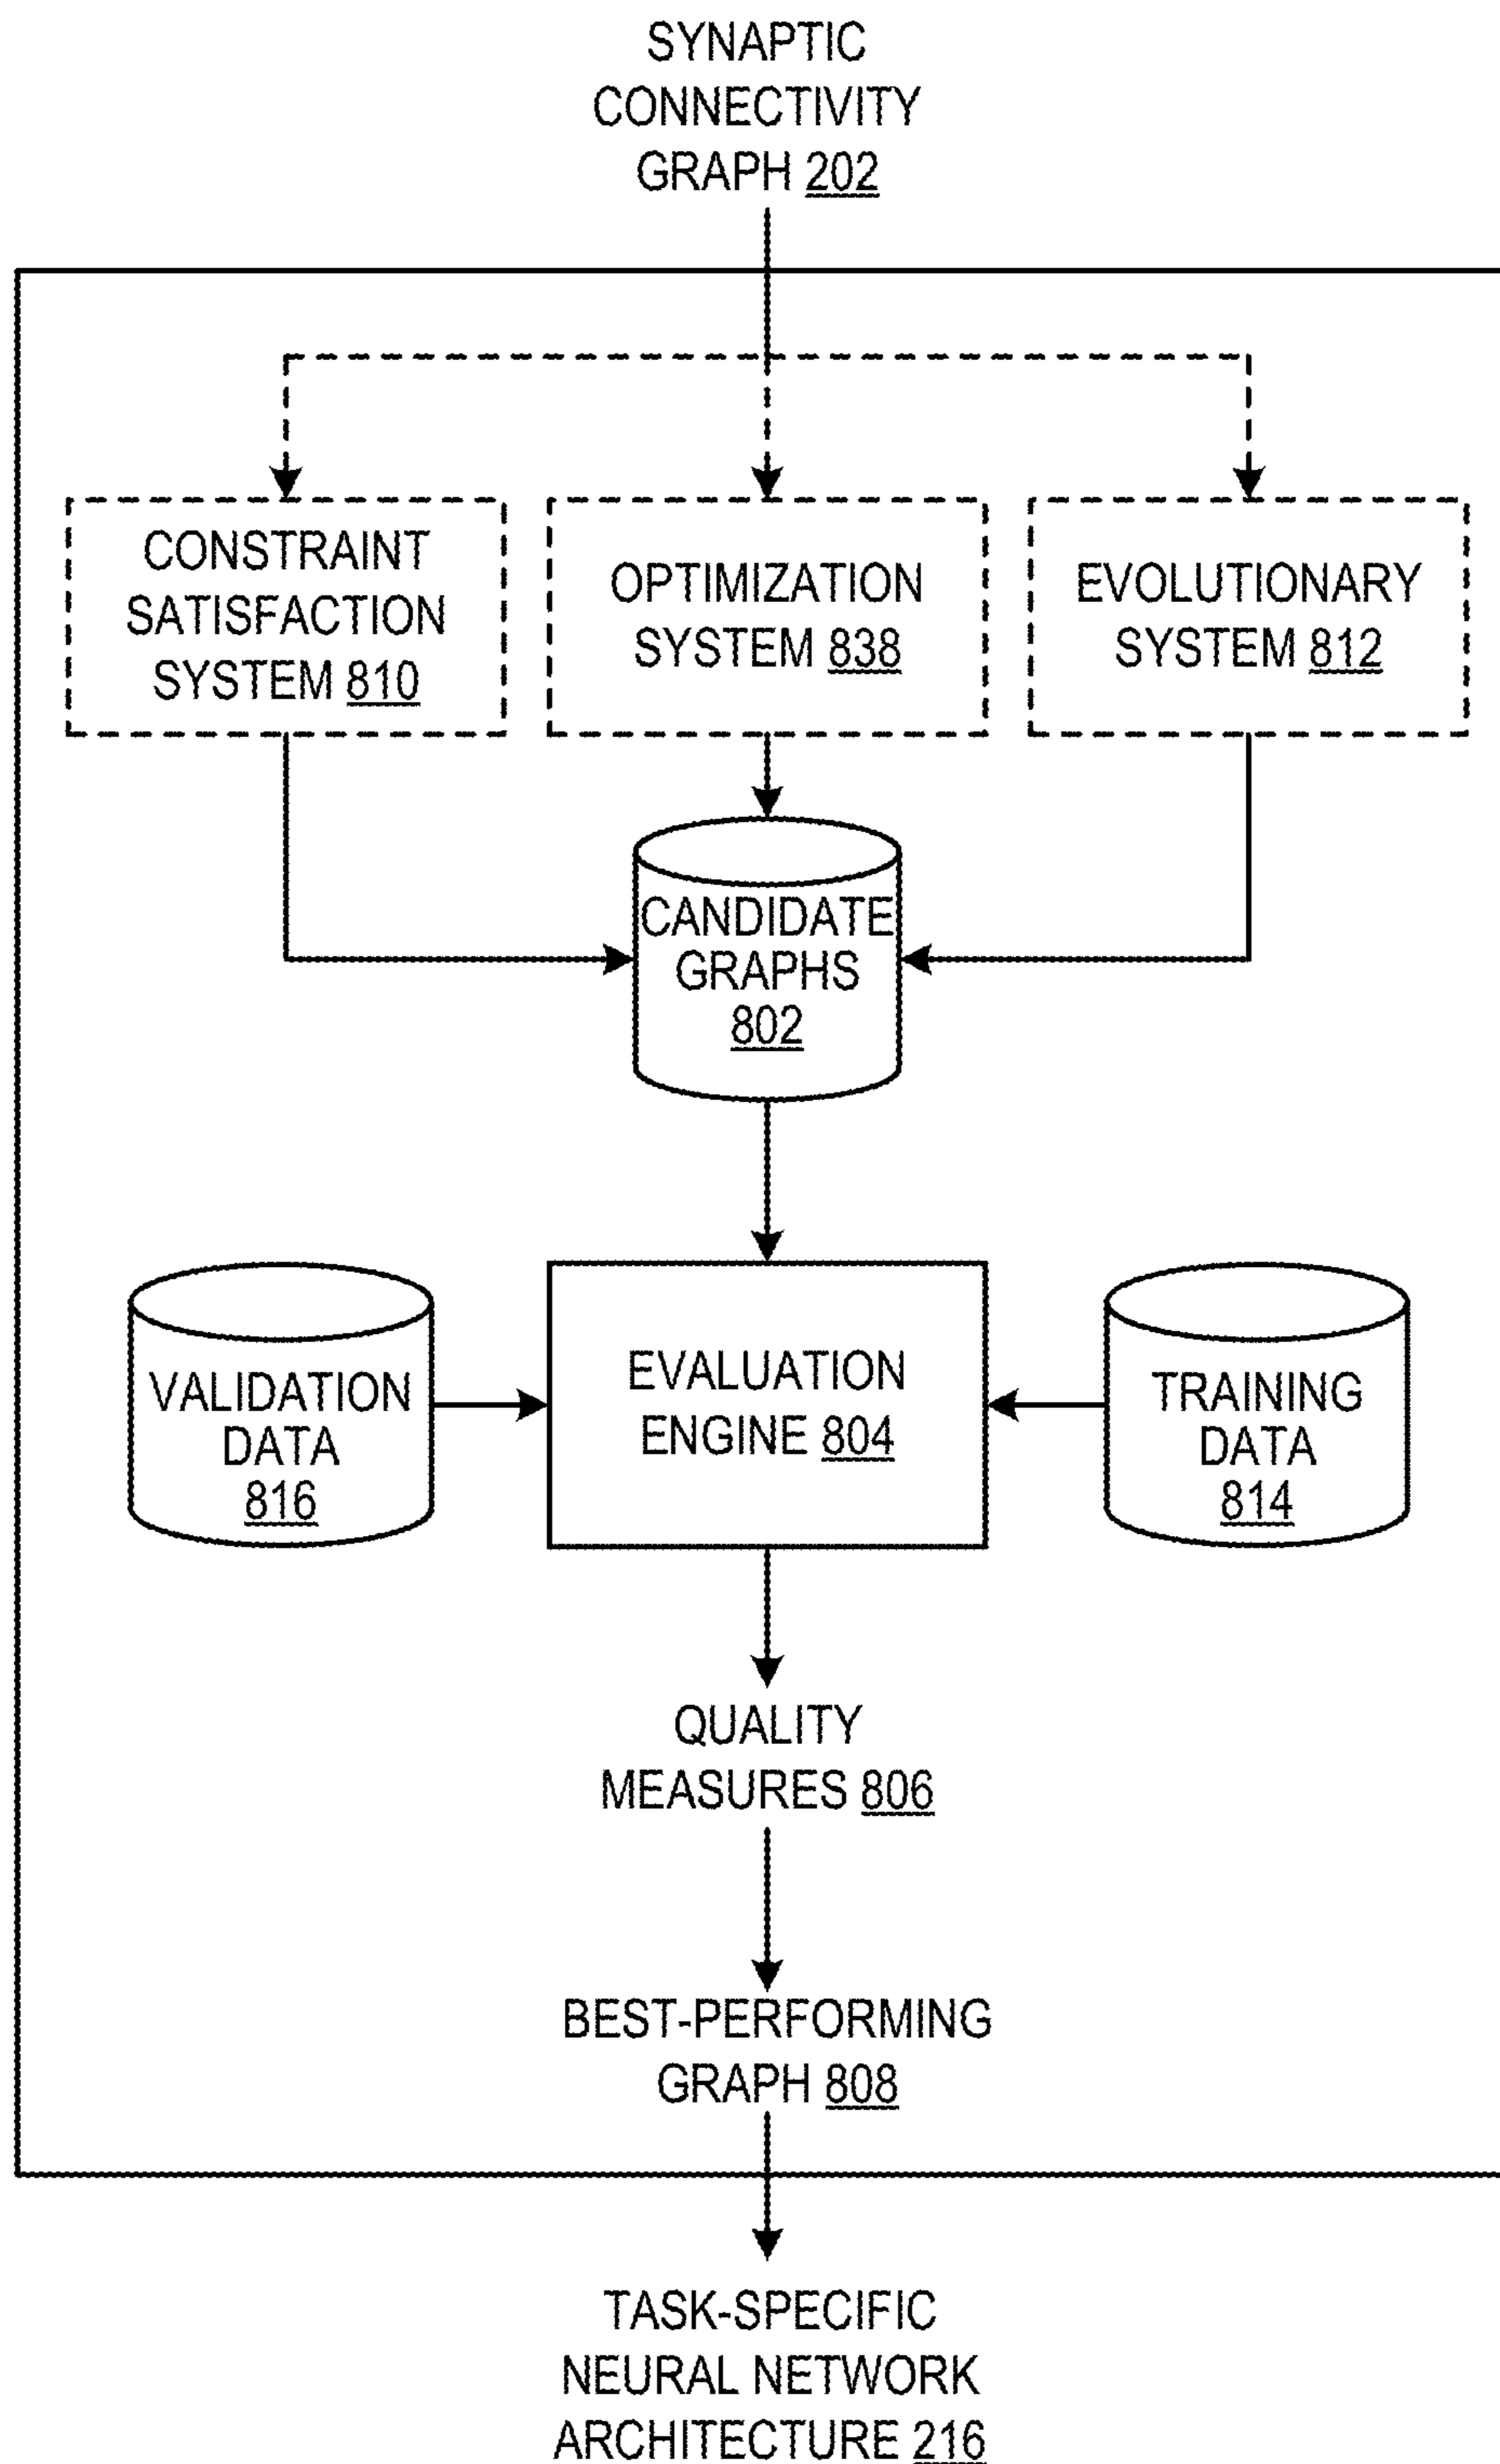 SYNAPTIC
CONNECTIVITY
GRAPH 202
CONSTRAINT
SATISFACTION
SYSTEM 810
OPTIMIZATION
SYSTEM 838
EVOLUTIONARY
SYSTEM 812
CANDIDATE
GRAPHS
802
VALIDATION
DATA
816
EVALUATION
ENGINE 804
TRAINING
DATA
814
QUALITY
MEASURES 806
BEST-PERFORMING
GRAPH 808
TASK-SPECIFIC
NEURAL NETWORK
ARCHITECTURE 216